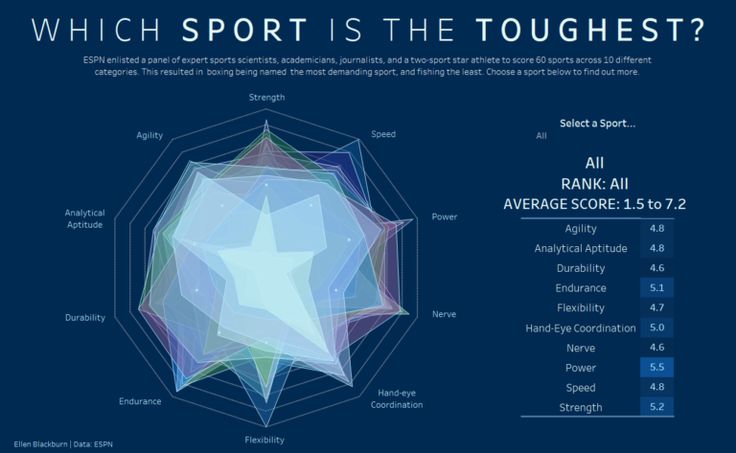 WHICH SPORT IS THE TOUGHEST?
ESPN enlisted a panel of expert sports scientists, academicians, journalists, and a two-sport star athlete to score 60 sports across 10 different
categories. This resulted in boxing being named the most demanding sport, and fishing the least. Choose a sport below to find out more.
Strength
Agility
Speed
Analytical
Aptitude
Power
Durability
Nerve
Endurance
Hand-eye
Coordination
Flexibility
Select a Sport...
All
All
RANK: All
AVERAGE SCORE: 1.5 to 7.2
Agility 4.8
Analytical Aptitude 4.8
Durability 4.6
Endurance 5.1
Flexibility 4.7
Hand-Eye Coordination 5.0
Nerve 4.6
Power 5.5
Speed 4.8
Strength 5.2
Ellen Blackburn | Data: ESPN